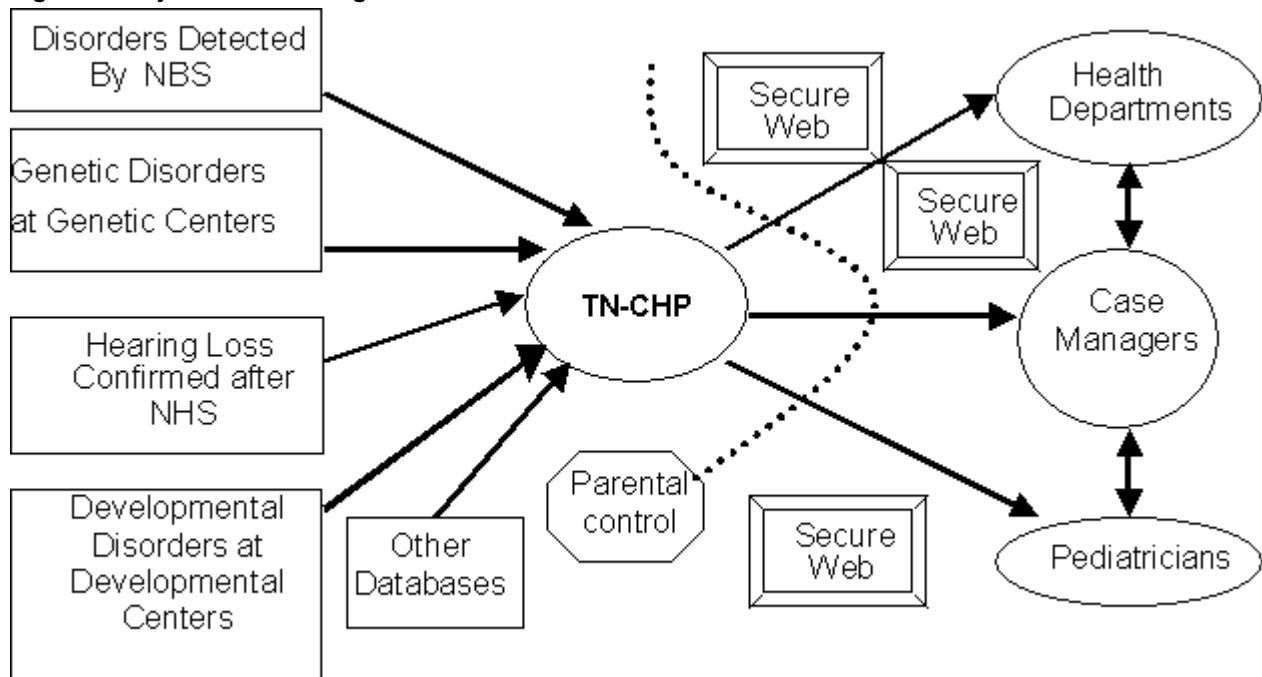 Disorders Detected
By NBS
Genetic Disorders
at Genetic Centers
Hearing Loss
Confirmed after
NHS
Developmental
Disorders at
Developmental
Centers
Other
Databases
TN-CHP
Parental
control
Secure
Web
Secure
Web
Secure
Web
Health
Departments
Case
Managers
Pediatricians